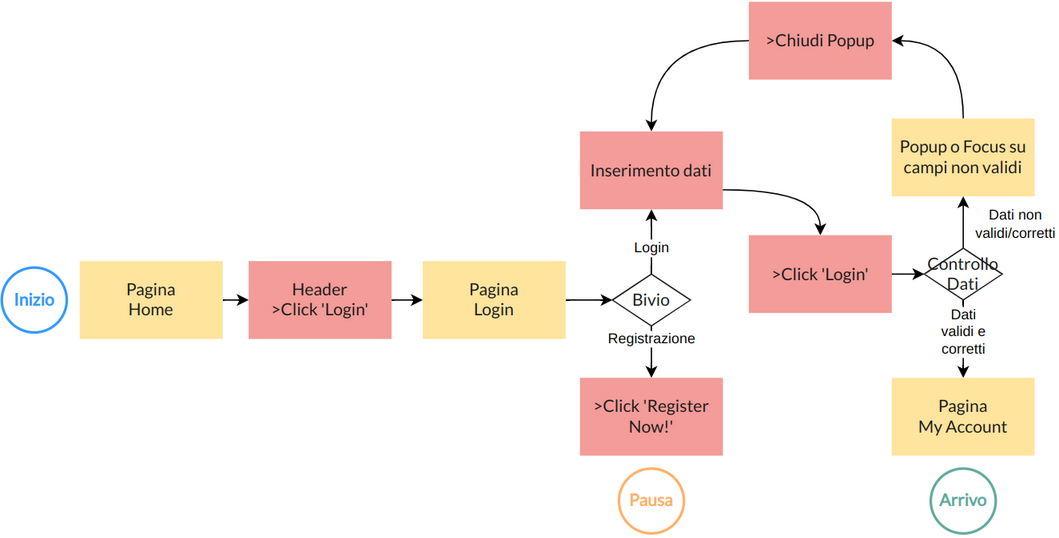 >Chiudi Popup
Popup o Focus su
campi non validi
Inserimento dati
Dati non
validi/corretti
Login
>Click 'Login'
Controllo
Dati
Inizio
Pagina
Home
Header
>Click 'Login'
Pagina
Login
Bivio
Registrazione
Dati
validi e
corretti
>Click 'Register
Now!'
Pagina
My Account
Pausa
Arrivo